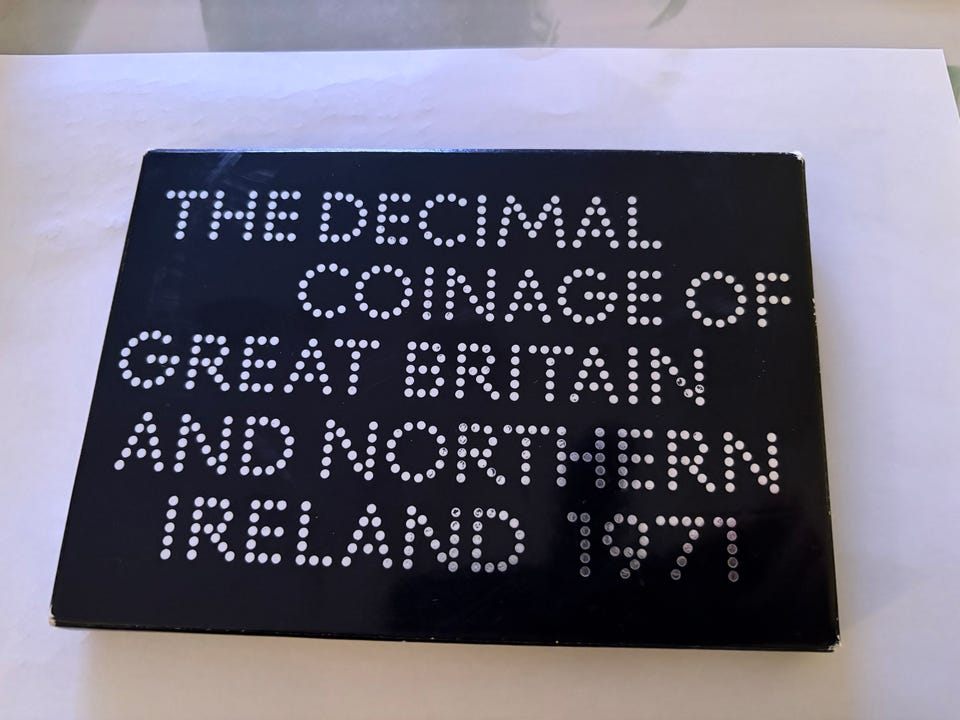 THE DECIMAL
COINAGE OF
GREAT BRITAIN
AND NORTHERN
IRELAND 1971